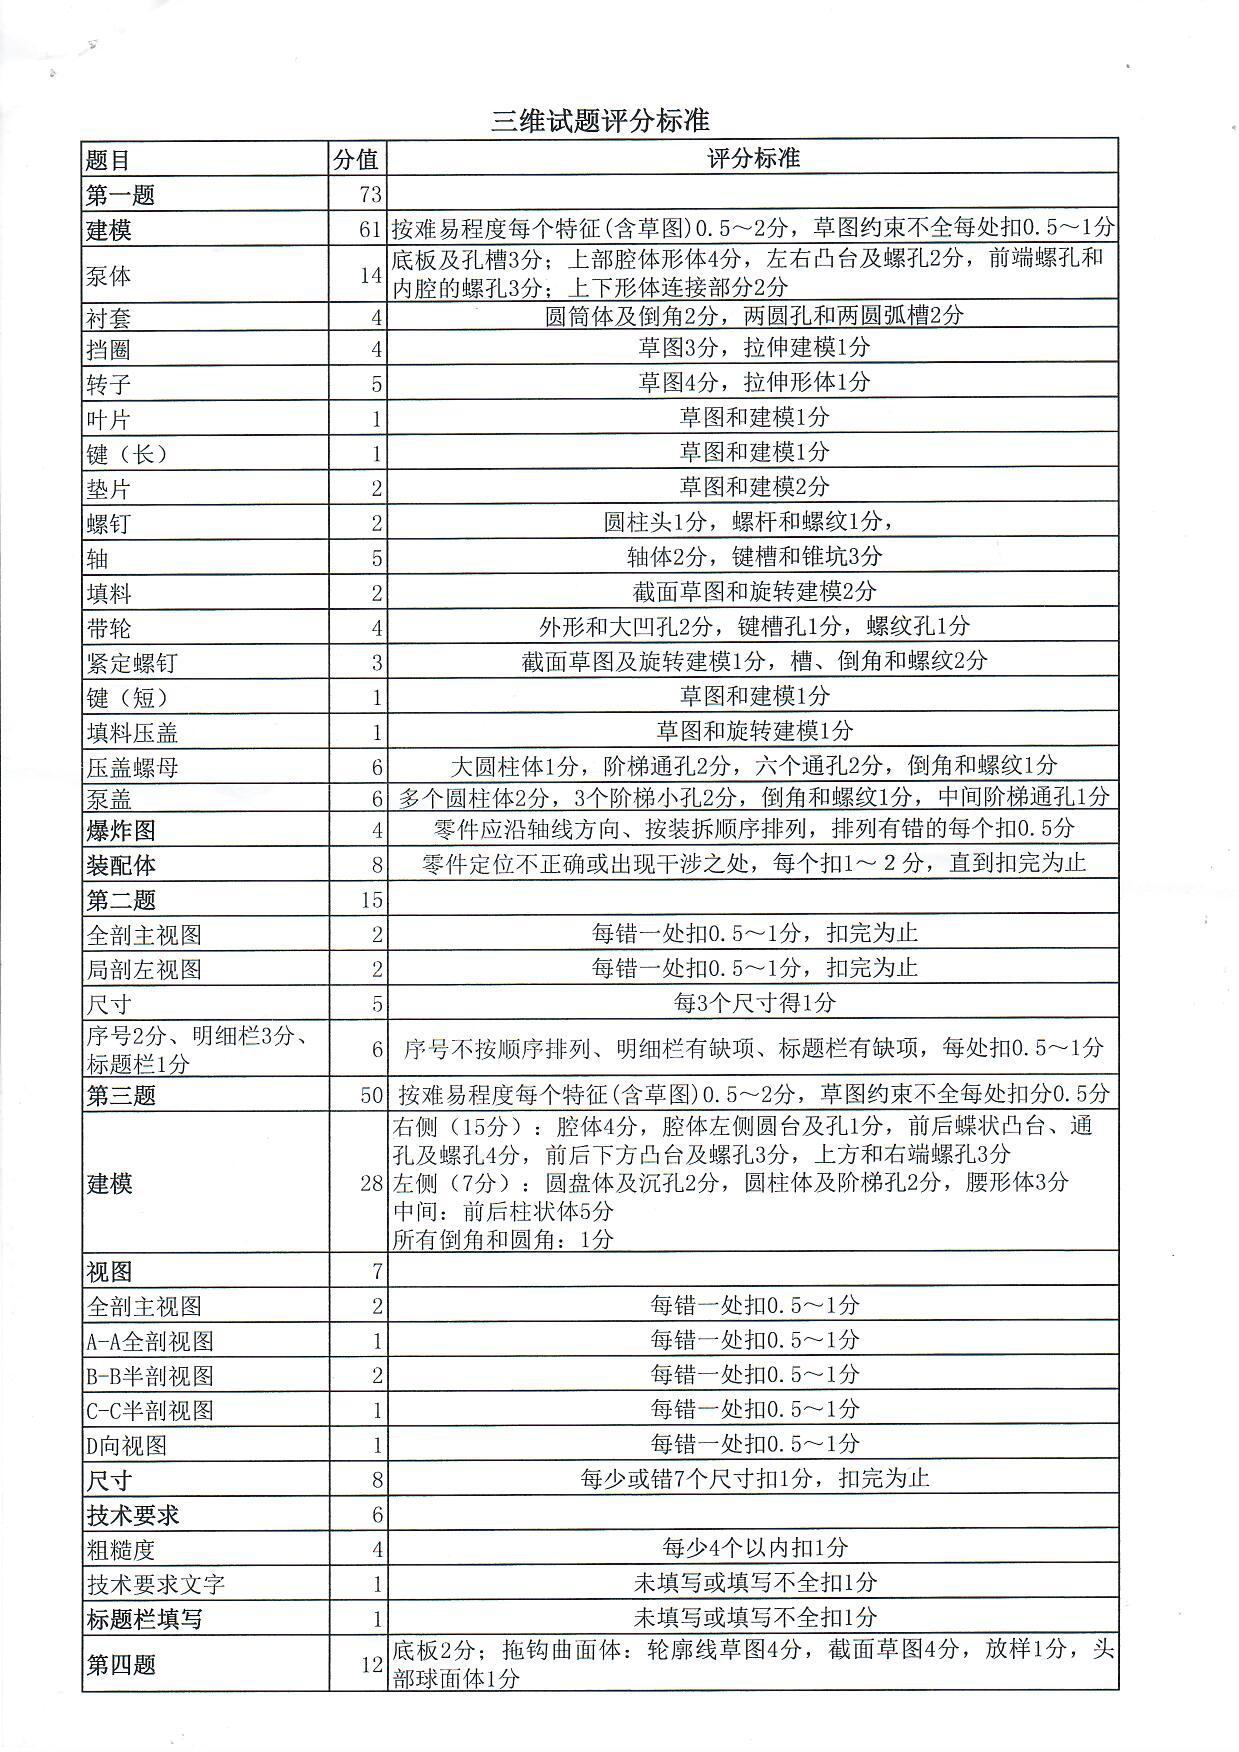 三维试题评分标准
题目 分值 评分标准
第一题 73
建模 61 按难易程度每个特征(含草图)0.5～2分，草图约束不全每处扣0.5～1分
泵体 14 底板及孔槽3分；上部腔体形体4分，左右凸台及螺孔2分，前端螺孔和
内腔的螺孔3分；上下形体连接部分2分
衬套 4 圆筒体及倒角2分，两圆孔和两圆弧槽2分
挡圈 4 草图3分，拉伸建模1分
转子 5 草图4分，拉伸形体1分
叶片 1 草图和建模1分
键（长） 1 草图和建模1分
垫片 2 草图和建模2分
螺钉 2 圆柱头1分，螺杆和螺纹1分，
轴 5 轴体2分，键槽和锥坑3分
填料 2 截面草图和旋转建模2分
带轮 4 外形和大凹孔2分，键槽孔1分，螺纹孔1分
紧定螺钉 3 截面草图及旋转建模1分，槽、倒角和螺纹2分
键（短） 1 草图和建模1分
填料压盖 1 草图和旋转建模1分
压盖螺母 6 大圆柱体1分，阶梯通孔2分，六个通孔2分，倒角和螺纹1分
泵盖 6 多个圆柱体2分，3个阶梯小孔2分，倒角和螺纹1分，中间阶梯通孔1分
爆炸图 4 零件应沿轴线方向、按装拆顺序排列，排列有错的每个扣0.5分
装配体 8 零件定位不正确或出现干涉之处，每个扣1～２分，直到扣完为止
第二题 15
全剖主视图 2 每错一处扣0.5～1分，扣完为止
局剖左视图 2 每错一处扣0.5～1分，扣完为止
尺寸 5 每3个尺寸得1分
序号2分、明细栏3分、
标题栏1分 6 序号不按顺序排列、明细栏有缺项、标题栏有缺项，每处扣0.5～1分
第三题 50 按难易程度每个特征(含草图)0.5～2分，草图约束不全每处扣分0.5分
建模 28 右侧（15分）：腔体4分，腔体左侧圆台及孔1分，前后蝶状凸台、通
孔及螺孔4分，前后下方凸台及螺孔3分，上方和右端螺孔3分
左侧（7分）：圆盘体及沉孔2分，圆柱体及阶梯孔2分，腰形体3分
中间：前后柱状体5分
所有倒角和圆角：1分
视图 7
全剖主视图 2 每错一处扣0.5～1分
A-A全剖视图 1 每错一处扣0.5～1分
B-B半剖视图 2 每错一处扣0.5～1分
C-C半剖视图 1 每错一处扣0.5～1分
D向视图 1 每错一处扣0.5～1分
尺寸 8 每少或错7个尺寸扣1分，扣完为止
技术要求 6
粗糙度 4 每少4个以内扣1分
技术要求文字 1 未填写或填写不全扣1分
标题栏填写 1 未填写或填写不全扣1分
第四题 12 底板2分；拖钩曲面体：轮廓线草图4分，截面草图4分，放样1分，头
部球面体1分